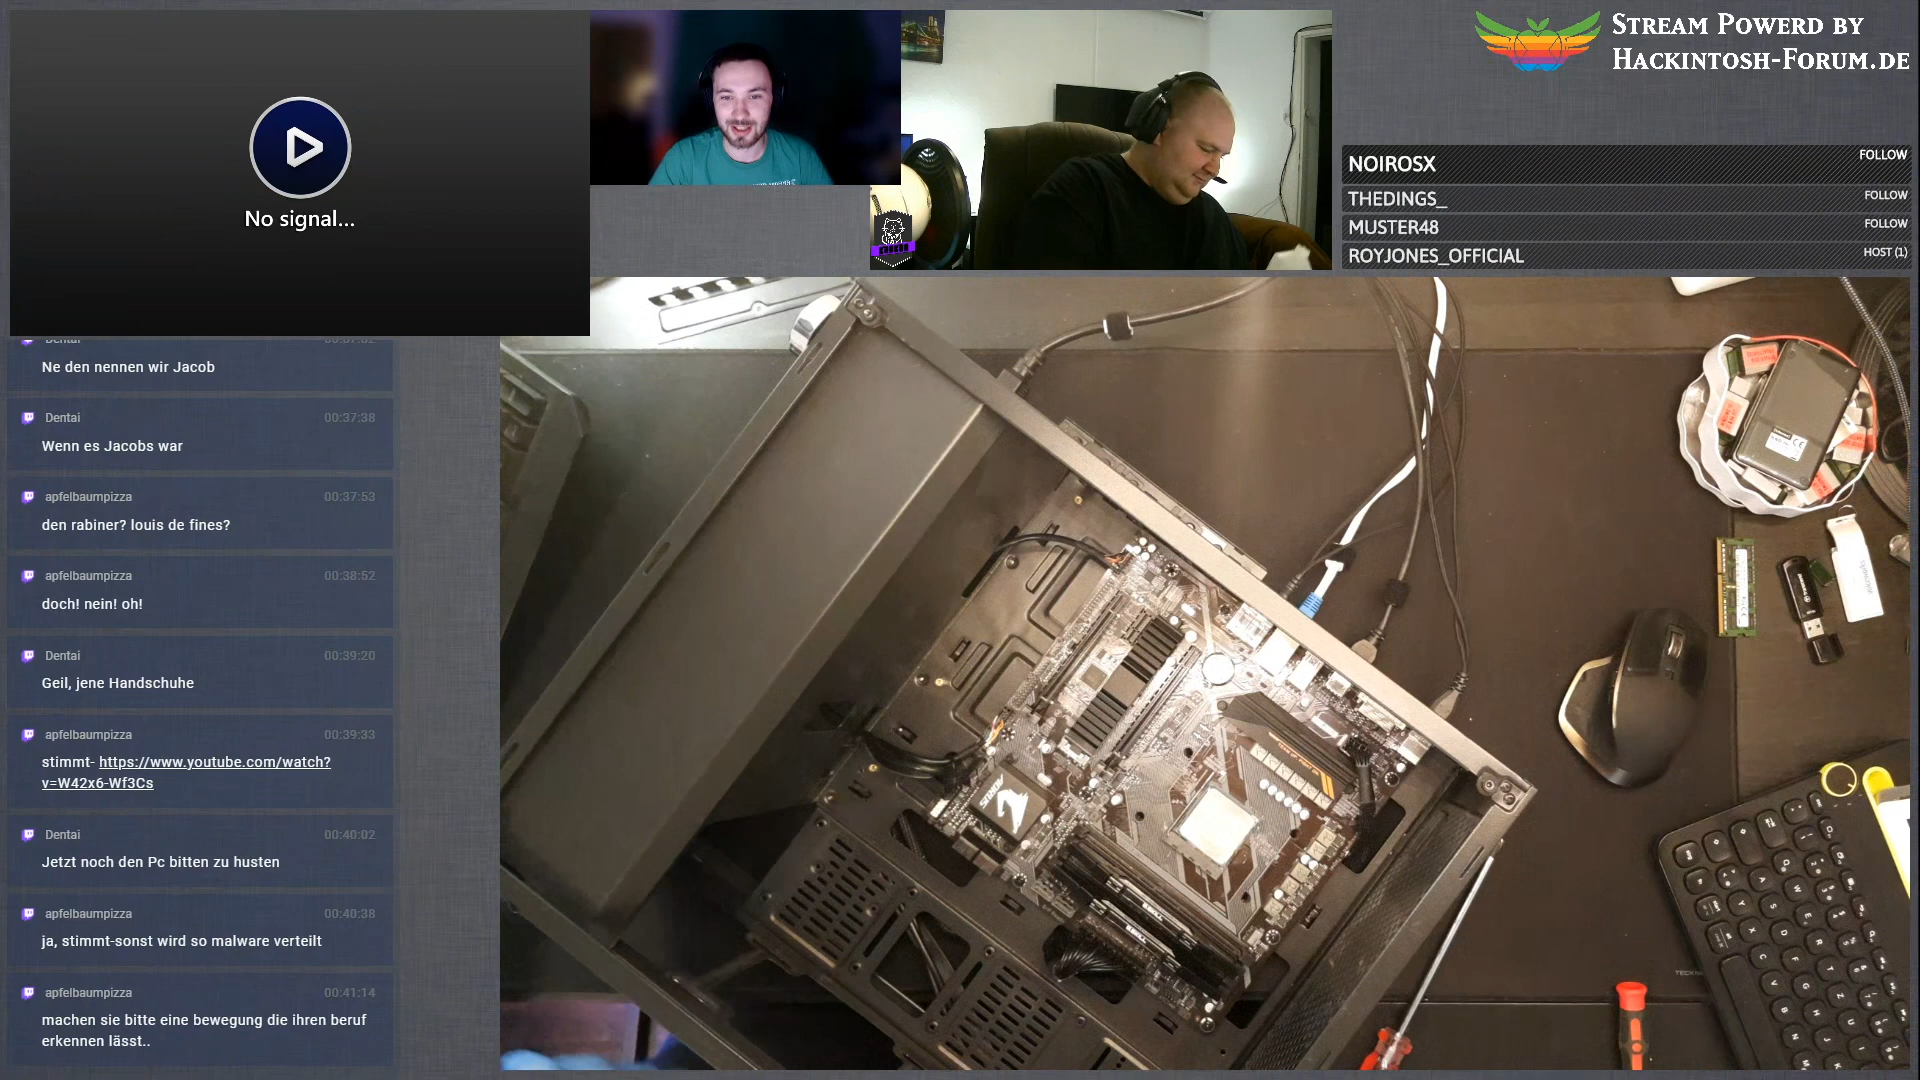 No signal...
STREAM POWERD BY
HACKINTOSH-FORUM.DE
NOIROSX FOLLOW
THEDINGS_ FOLLOW
MUSTER48 FOLLOW
ROYJONES_OFFICIAL HOST (1)
Dentai 00:37:32
Ne den nennen wir Jacob
Dentai 00:37:38
Wenn es Jacobs war
apfelbaumpizza 00:37:53
den rabiner? louis de fines?
apfelbaumpizza 00:38:52
doch! nein! oh!
Dentai 00:39:20
Geil, jene Handschuhe
apfelbaumpizza 00:39:33
stimmt- https://www.youtube.com/watch?
v=W42x6-Wf3Cs
Dentai 00:40:02
Jetzt noch den Pc bitten zu husten
apfelbaumpizza 00:40:38
ja, stimmt-sonst wird so malware verteilt
apfelbaumpizza 00:41:14
machen sie bitte eine bewegung die ihren beruf
erkennen lässt..
AORUS